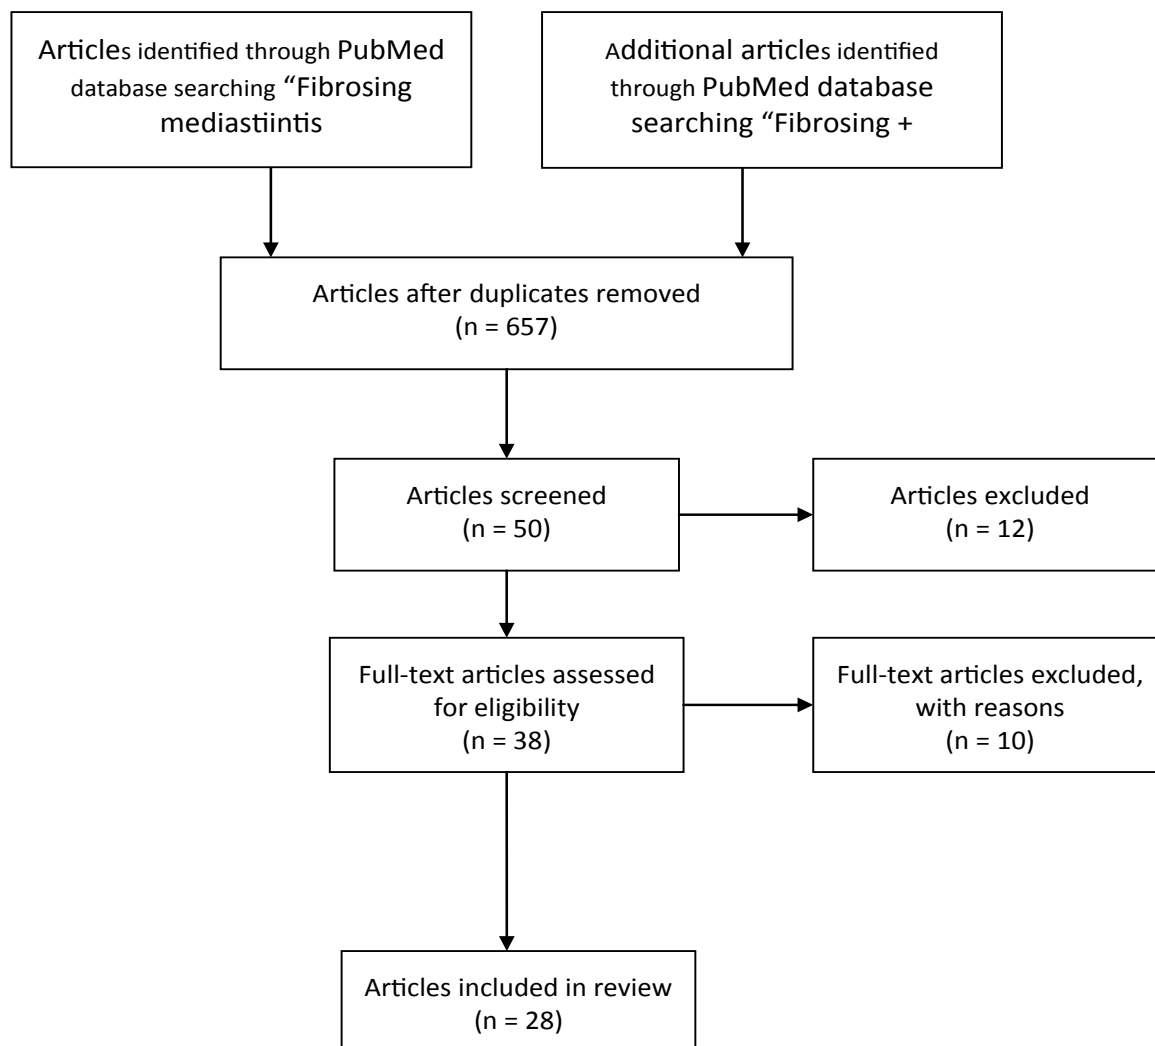 Articles identified through PubMed
database searching “Fibrosing
mediastiintis
Additional articles identified
through PubMed database
searching “Fibrosing +
Articles after duplicates removed
(n = 657)
Articles screened
(n = 50)
Articles excluded
(n = 12)
Full-text articles assessed
for eligibility
(n = 38)
Full-text articles excluded,
with reasons
(n = 10)
Articles included in review
(n = 28)